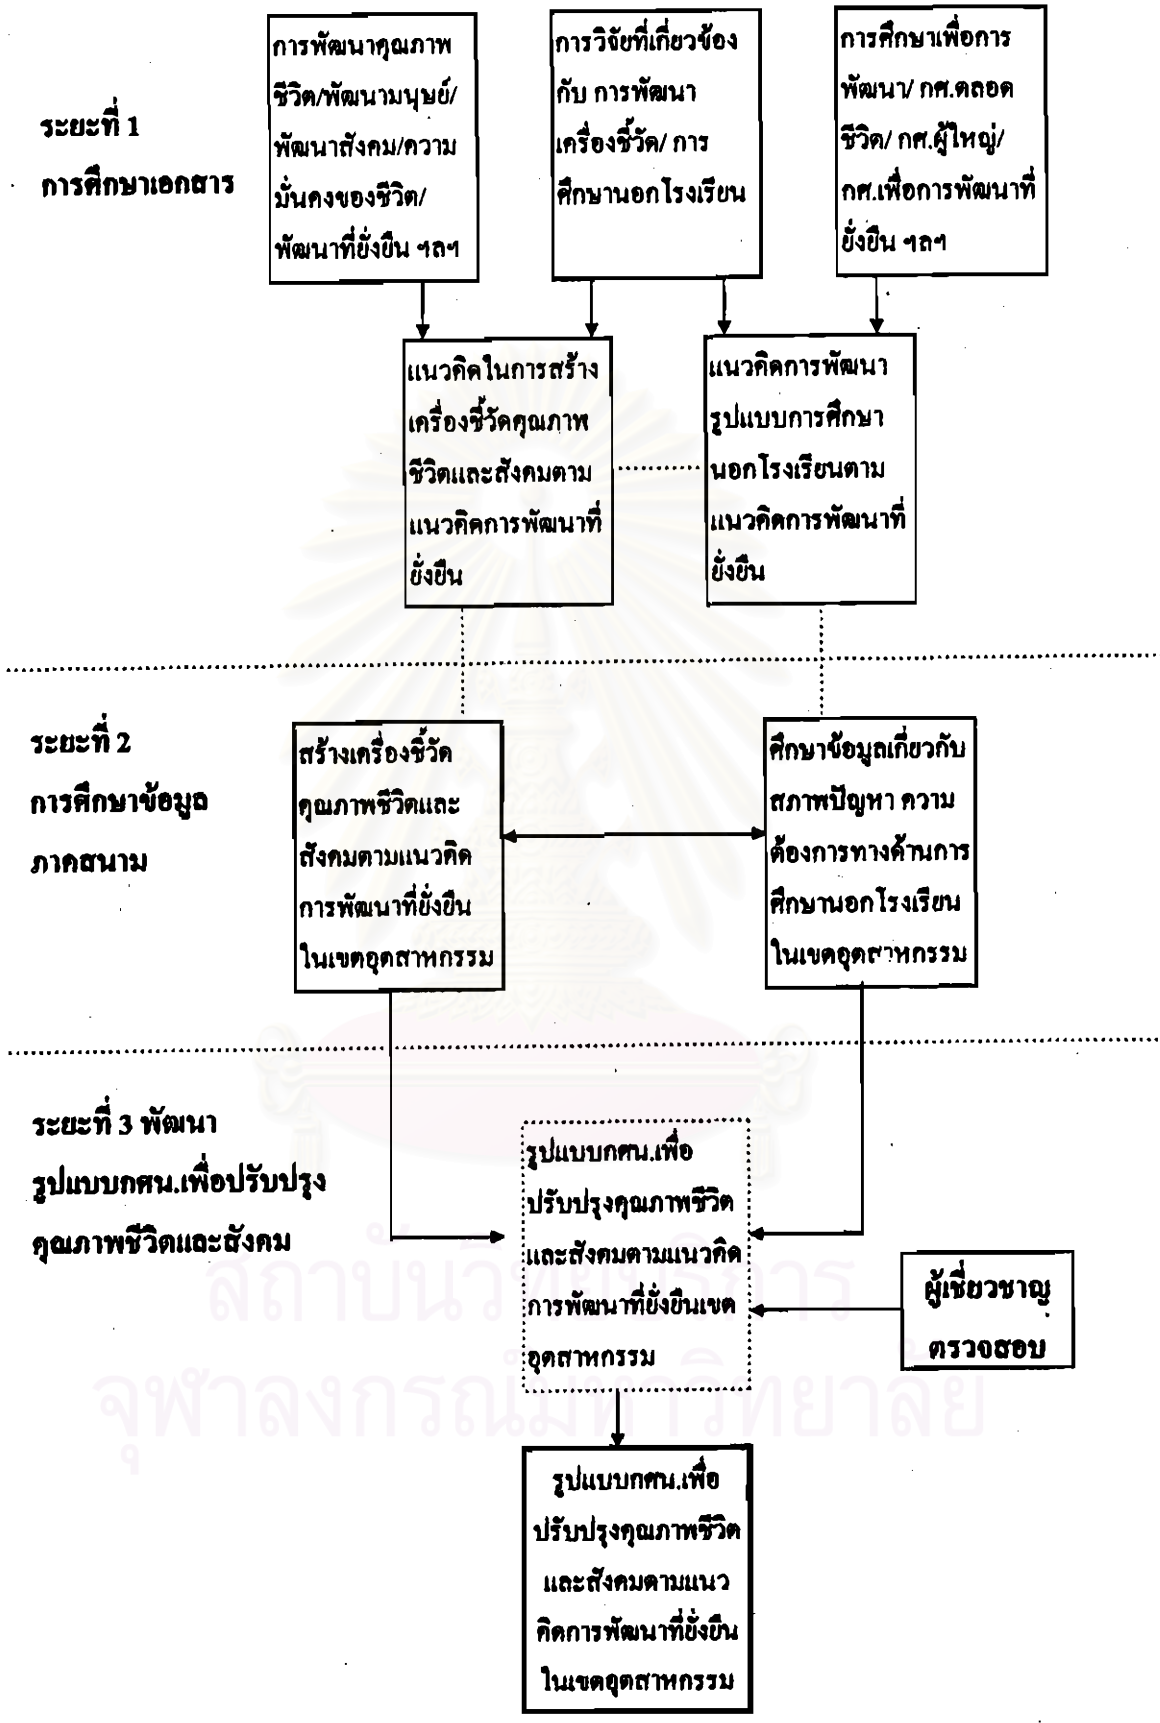 ระยะที่ 1
การศึกษาเอกสาร
การพัฒนาคุณภาพ
ชีวิต/พัฒนามนุษย์/
พัฒนาสังคม/ความ
มั่นคงของชีวิต/
พัฒนาที่ยั่งยืน ฯลฯ
การวิจัยที่เกี่ยวข้อง
กับ การพัฒนา
เครื่องชี้วัด/ การ
ศึกษานอกโรงเรียน
การศึกษาเพื่อการ
พัฒนา/ กศ.ตลอด
ชีวิต/ กศ.ผู้ใหญ่/
กศ.เพื่อการพัฒนาที่
ยั่งยืน ฯลฯ
แนวคิดในการสร้าง
เครื่องชี้วัดคุณภาพ
ชีวิตและสังคมตาม
แนวคิดการพัฒนาที่
ยั่งยืน
แนวคิดการพัฒนา
รูปแบบการศึกษา
นอกโรงเรียนตาม
แนวคิดการพัฒนาที่
ยั่งยืน
ระยะที่ 2
การศึกษาข้อมูล
ภาคสนาม
สร้างเครื่องชี้วัด
คุณภาพชีวิตและ
สังคมตามแนวคิด
การพัฒนาที่ยั่งยืน
ในเขตอุตสาหกรรม
ศึกษาข้อมูลเกี่ยวกับ
สภาพปัญหา ความ
ต้องการทางด้านการ
ศึกษานอกโรงเรียน
ในเขตอุตสาหกรรม
ระยะที่ 3 พัฒนา
รูปแบบกศน.เพื่อปรับปรุง
คุณภาพชีวิตและสังคม
รูปแบบกศน.เพื่อ
ปรับปรุงคุณภาพชีวิต
และสังคมตามแนวคิด
การพัฒนาที่ยั่งยืนเขต
อุตสาหกรรม
ผู้เชี่ยวชาญ
ตรวจสอบ
รูปแบบกศน.เพื่อ
ปรับปรุงคุณภาพชีวิต
และสังคมตามแนว
คิดการพัฒนาที่ยั่งยืน
ในเขตอุตสาหกรรม
สถาบันวิทยบริการ
จุฬาลงกรณ์มหาวิทยาลัย